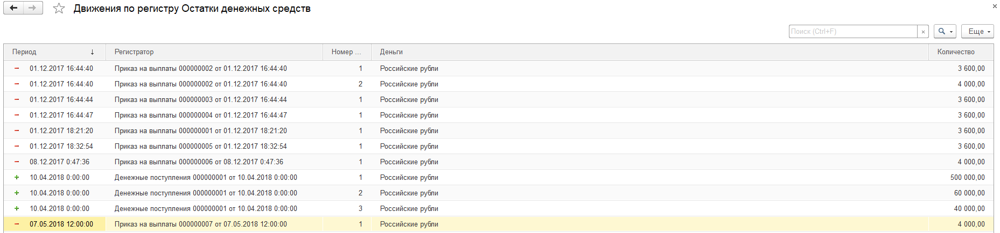 Движения по регистру Остатки денежных средств
Поиск (Ctrl+F) × Еще
Период ↓ Регистратор Номер ... Деньги Количество
− 01.12.2017 16:44:40 Приказ на выплаты 000000002 от 01.12.2017 16:44:40 1 Российские рубли 3 600,00
− 01.12.2017 16:44:40 Приказ на выплаты 000000002 от 01.12.2017 16:44:40 2 Российские рубли 4 000,00
− 01.12.2017 16:44:44 Приказ на выплаты 000000003 от 01.12.2017 16:44:44 1 Российские рубли 3 600,00
− 01.12.2017 16:44:47 Приказ на выплаты 000000004 от 01.12.2017 16:44:47 1 Российские рубли 3 600,00
− 01.12.2017 18:21:20 Приказ на выплаты 000000001 от 01.12.2017 18:21:20 1 Российские рубли 3 600,00
− 01.12.2017 18:32:54 Приказ на выплаты 000000005 от 01.12.2017 18:32:54 1 Российские рубли 3 600,00
− 08.12.2017 0:47:36 Приказ на выплаты 000000006 от 08.12.2017 0:47:36 1 Российские рубли 4 000,00
+ 10.04.2018 0:00:00 Денежные поступления 000000001 от 10.04.2018 0:00:00 1 Российские рубли 500 000,00
+ 10.04.2018 0:00:00 Денежные поступления 000000001 от 10.04.2018 0:00:00 2 Российские рубли 60 000,00
+ 10.04.2018 0:00:00 Денежные поступления 000000001 от 10.04.2018 0:00:00 3 Российские рубли 40 000,00
− 07.05.2018 12:00:00 Приказ на выплаты 000000007 от 07.05.2018 12:00:00 1 Российские рубли 4 000,00